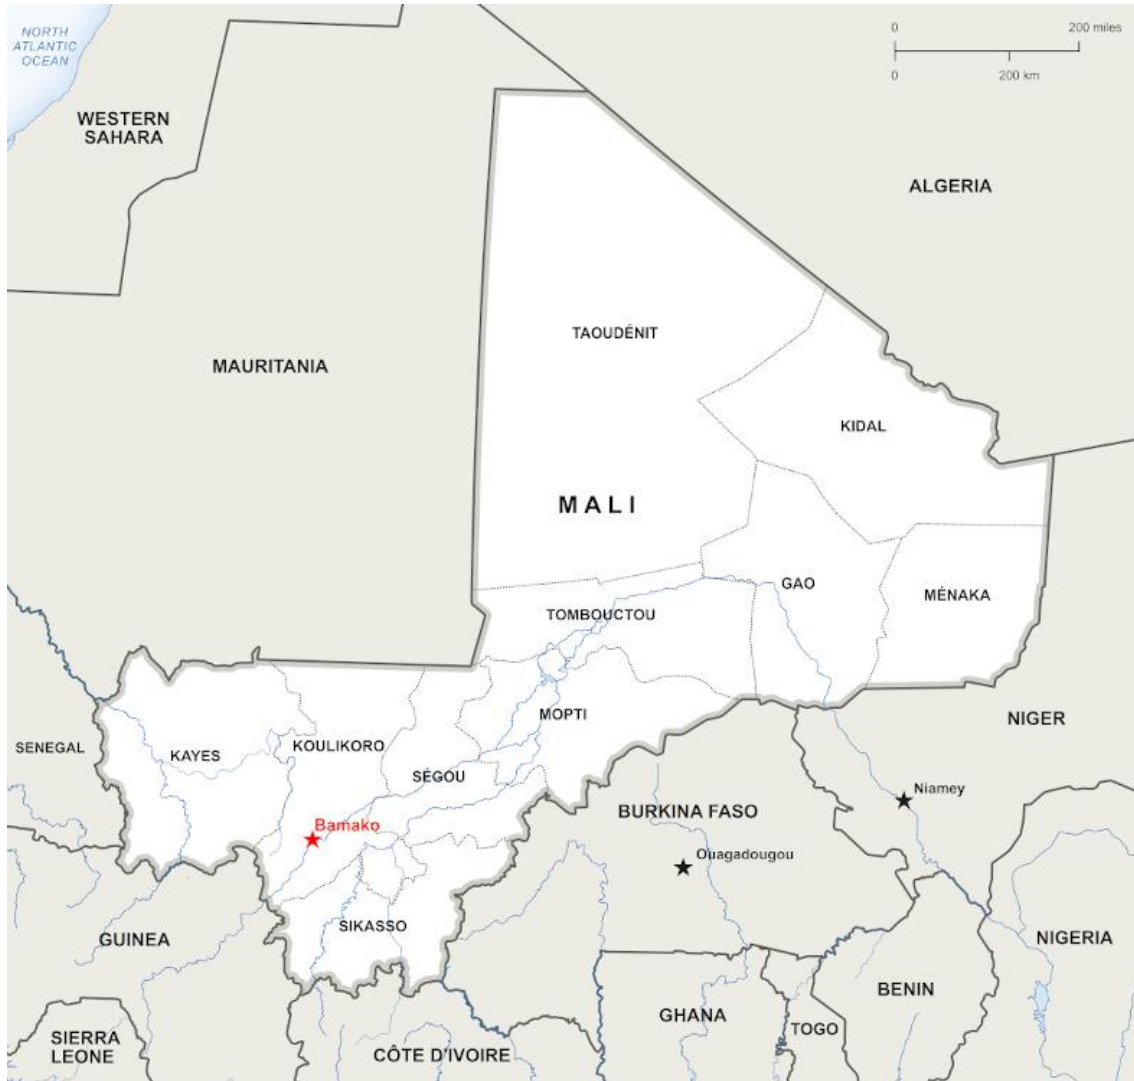 NORTH
ATLANTIC
OCEAN
0 200 miles
0 200 km
WESTERN
SAHARA
ALGERIA
TAOUDÉNIT
MAURITANIA
KIDAL
MALI
GAO
MÉNAKA
TOMBOUCTOU
MOPTI
NIGER
SENEGAL
KAYES
KOULIKORO
SÉGOU
Niamey
BURKINA FASO
Bamako
Ouagadougou
SIKASSO
GUINEA
NIGERIA
BENIN
GHANA
TOGO
SIERRA
LEONE
CÔTE D'IVOIRE